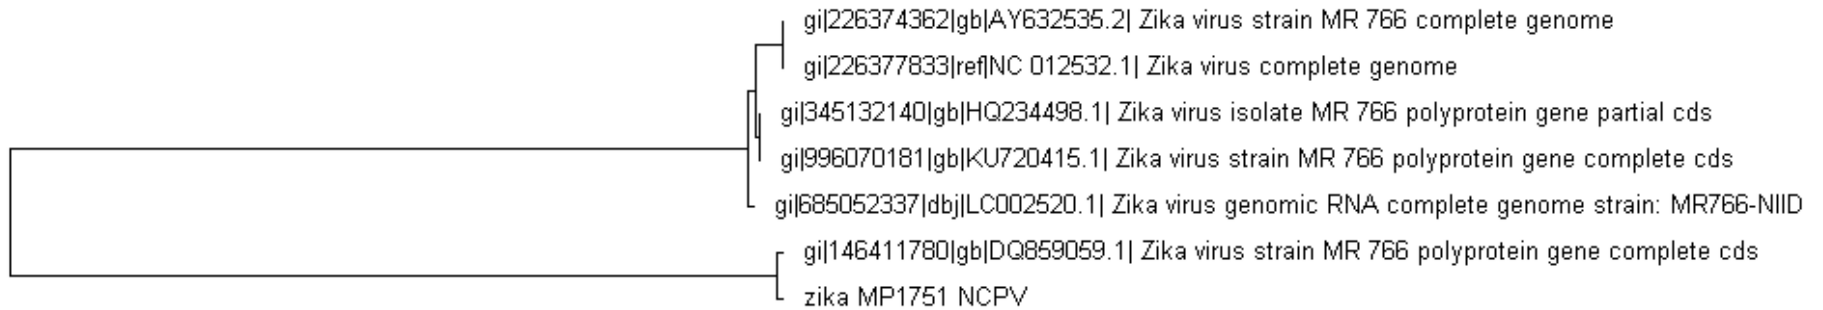 gi|226374362|gb|AY632535.2| Zika virus strain MR 766 complete genome
gi|226377833|ref|NC 012532.1| Zika virus complete genome
gi|345132140|gb|HQ234498.1| Zika virus isolate MR 766 polyprotein gene partial cds
gi|996070181|gb|KU720415.1| Zika virus strain MR 766 polyprotein gene complete cds
gi|685052337|dbj|LC002520.1| Zika virus genomic RNA complete genome strain: MR766-NIID
gi|146411780|gb|DQ859059.1| Zika virus strain MR 766 polyprotein gene complete cds
zika MP1751 NCPV